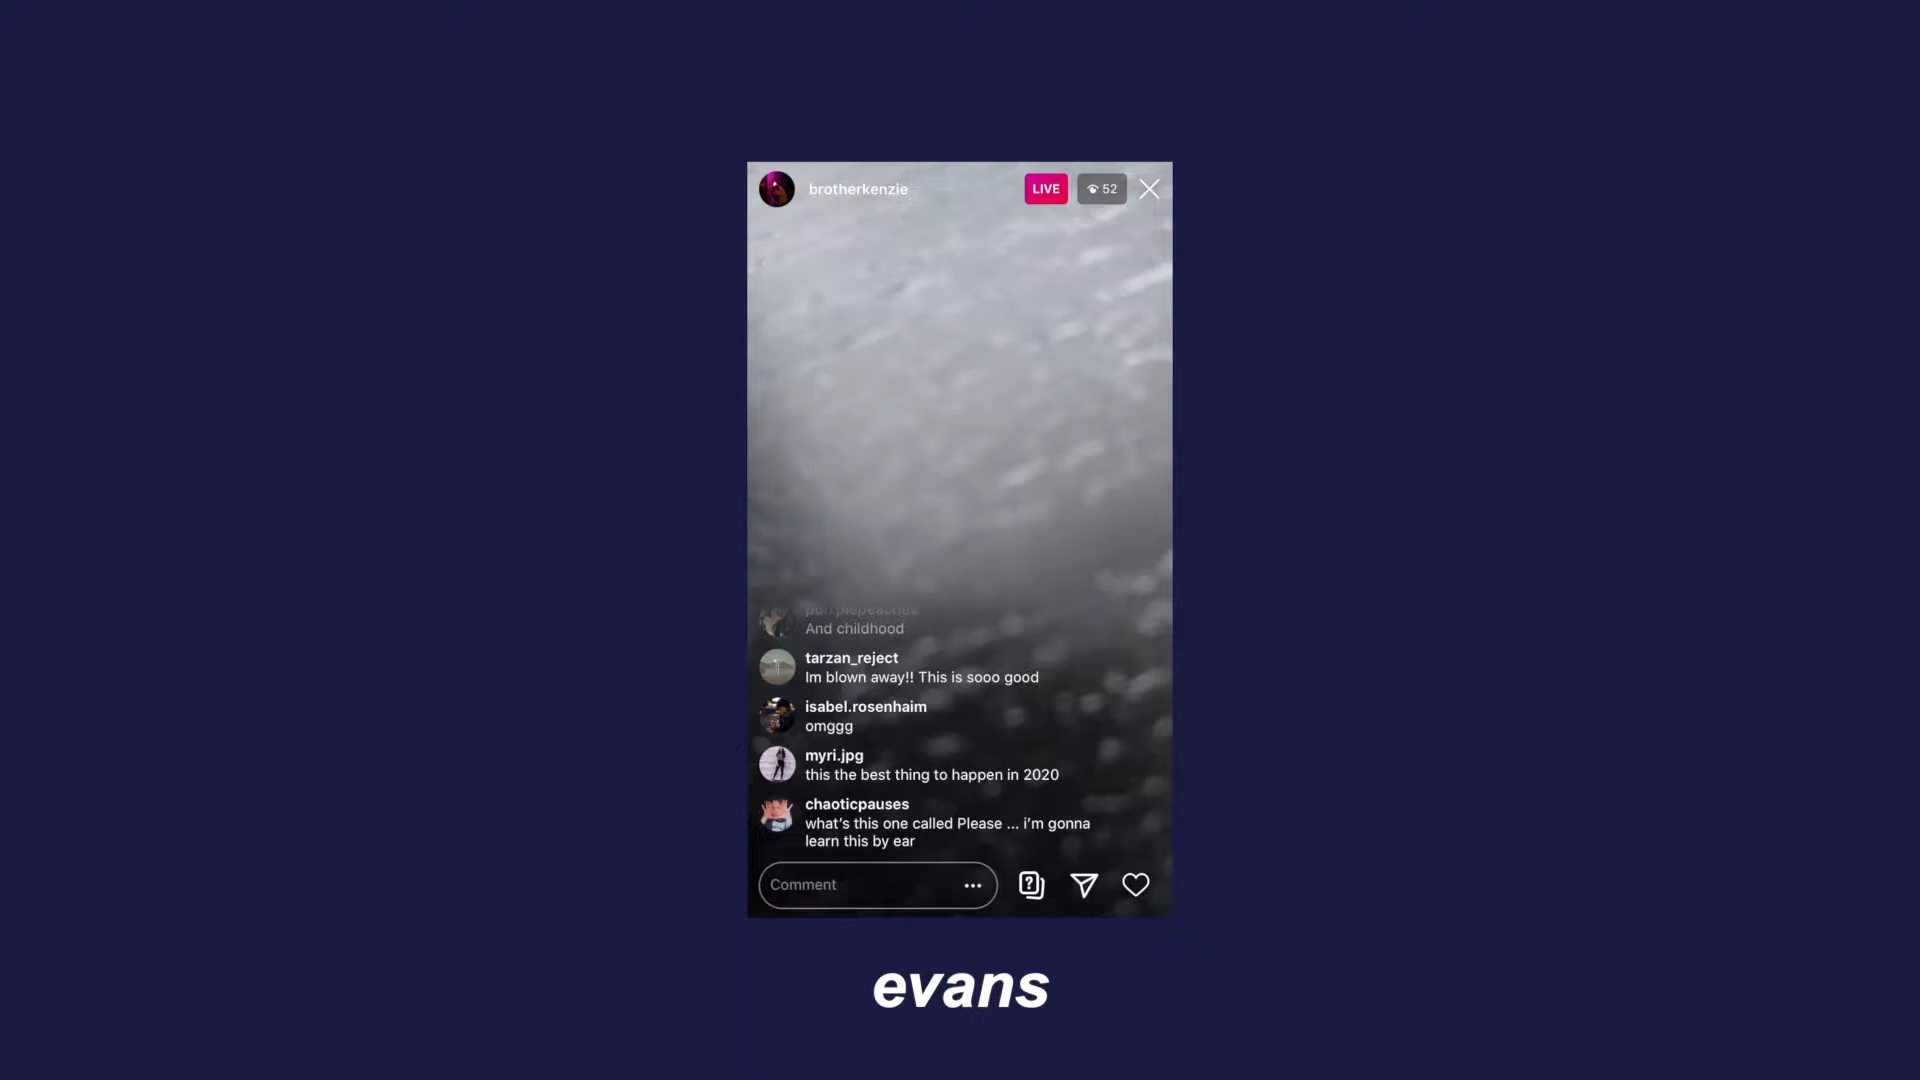 brotherkenzie
LIVE
52
And childhood
tarzan_reject
Im blown away!! This is sooo good
isabel.rosenhaim
omggg
myri.jpg
this the best thing to happen in 2020
chaoticpauses
what's this one called Please ... i'm gonna
learn this by ear
Comment
evans